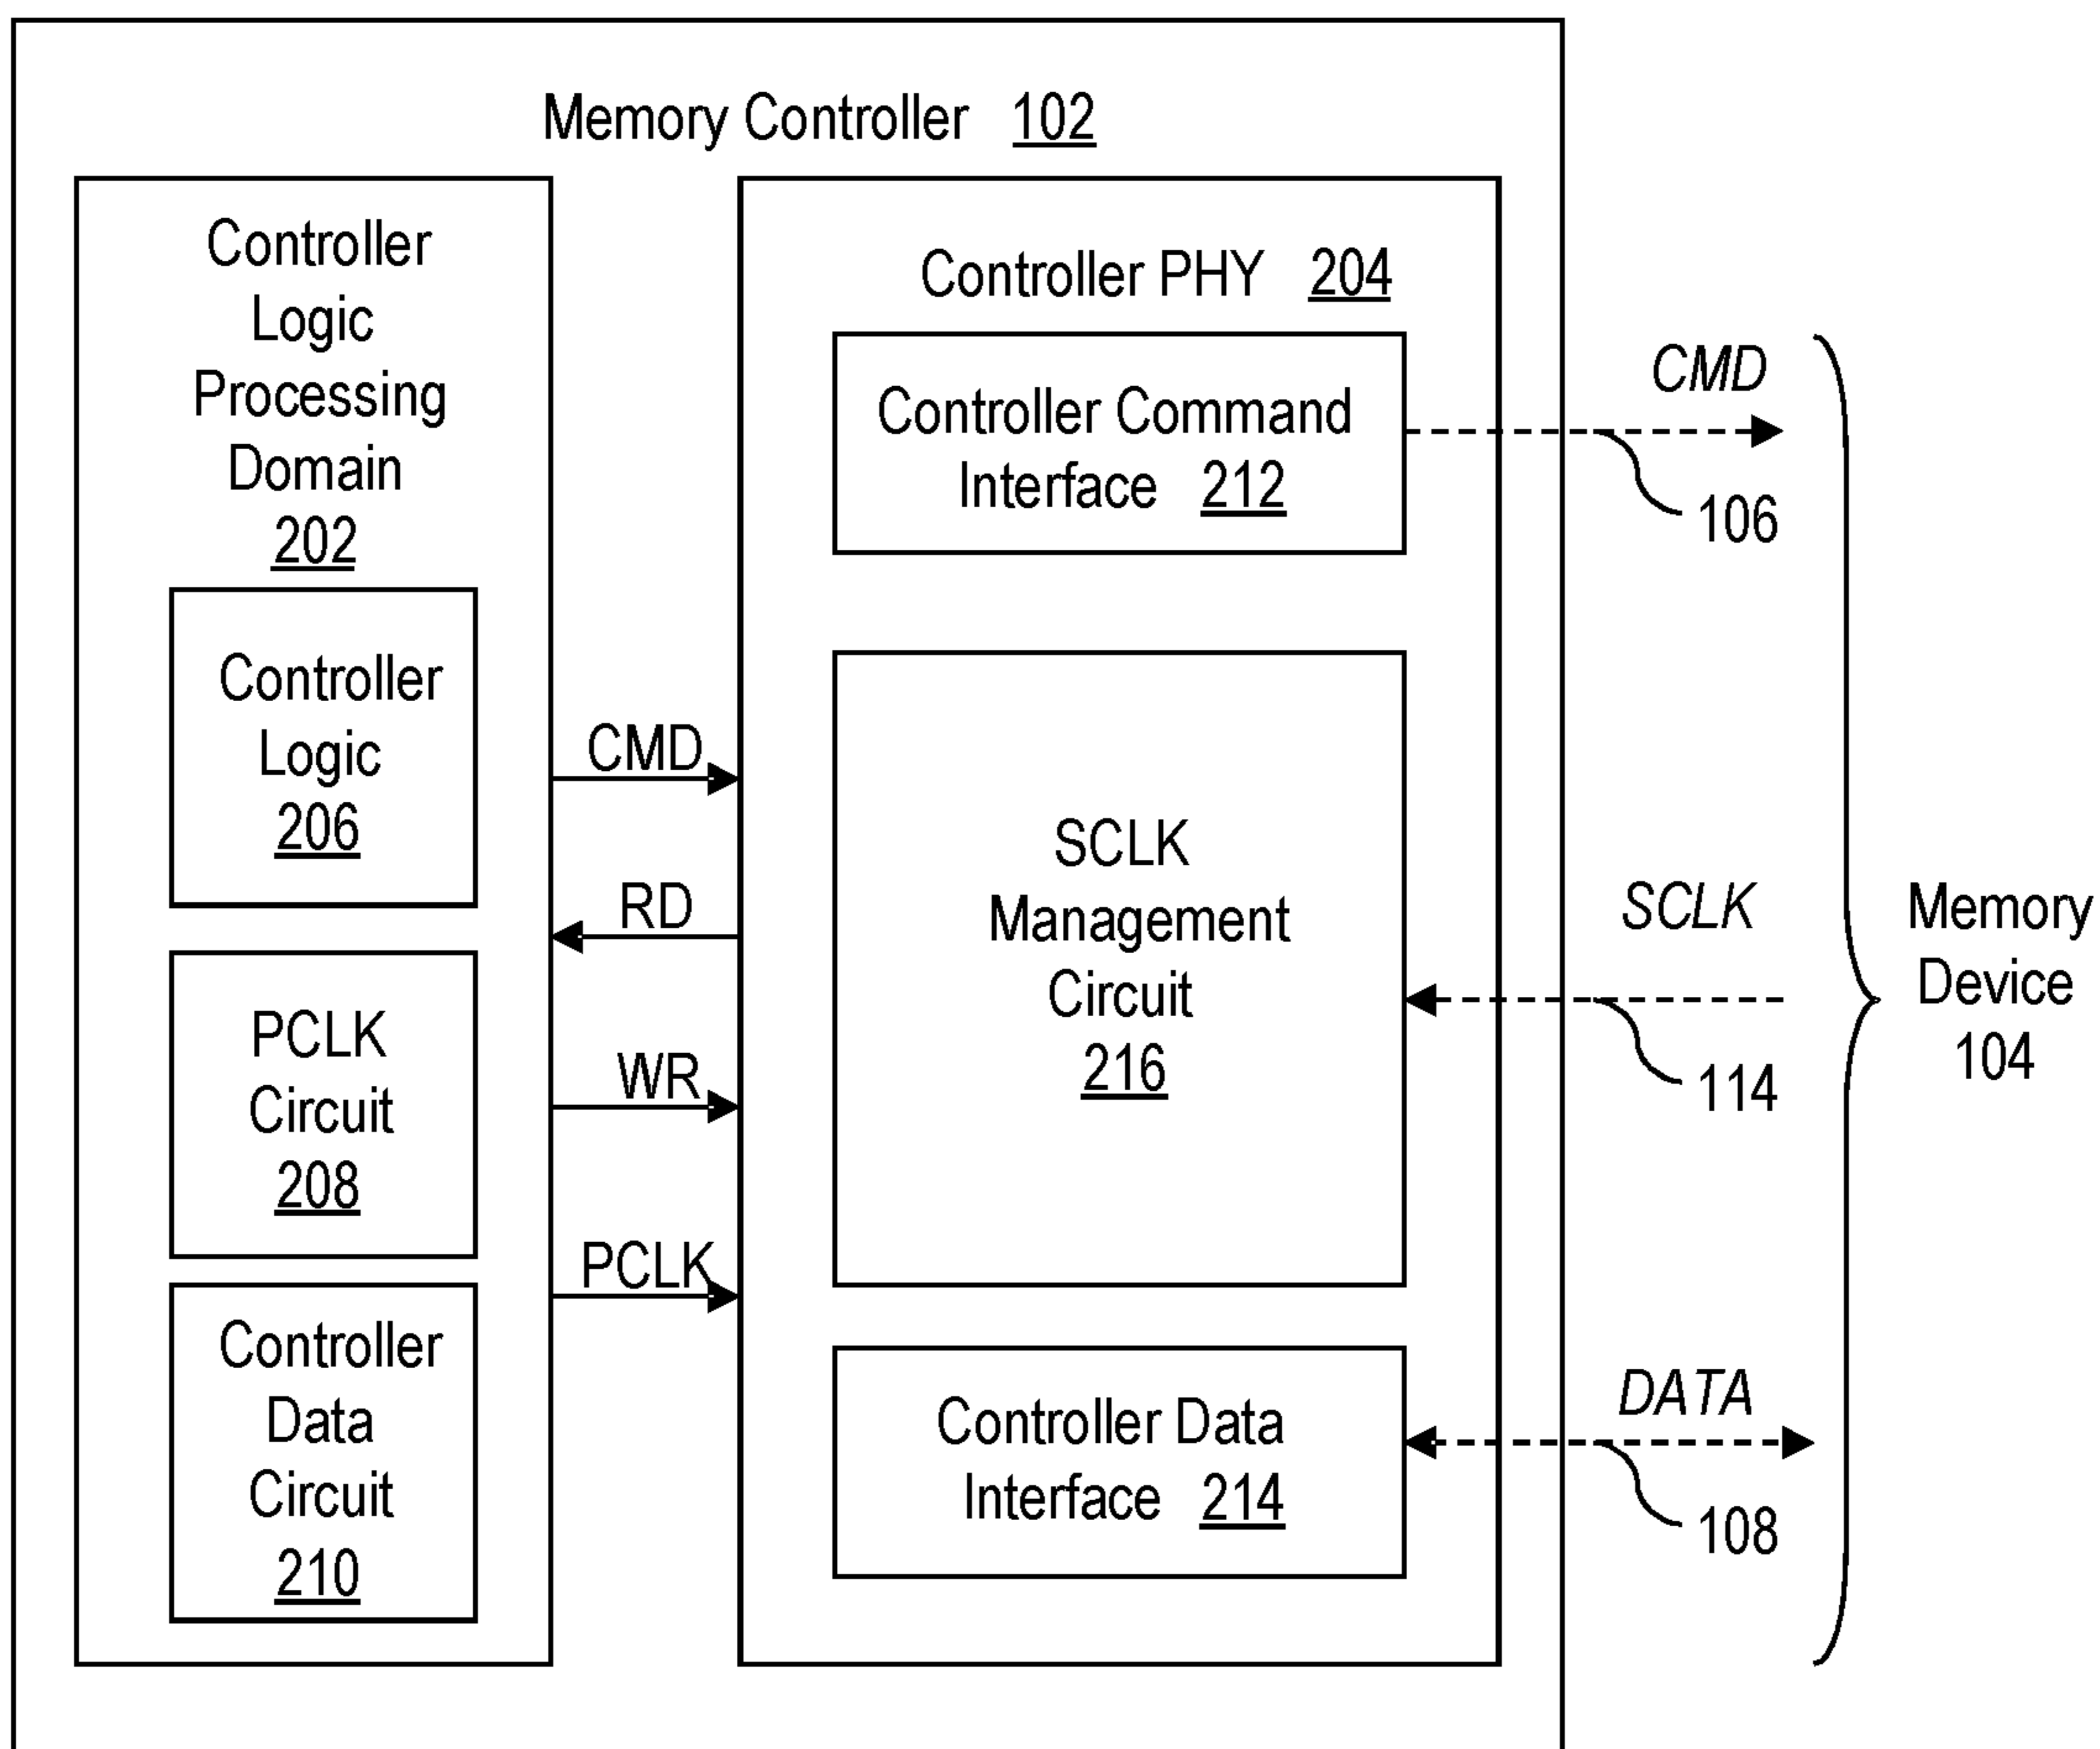 Memory Controller 102
Controller
Logic
Processing
Domain
202
Controller
Logic
206
PCLK
Circuit
208
Controller
Data
Circuit
210
CMD
RD
WR
PCLK
Controller PHY 204
Controller Command
Interface 212
SCLK
Management
Circuit
216
Controller Data
Interface 214
CMD
106
SCLK
114
DATA
108
Memory
Device
104